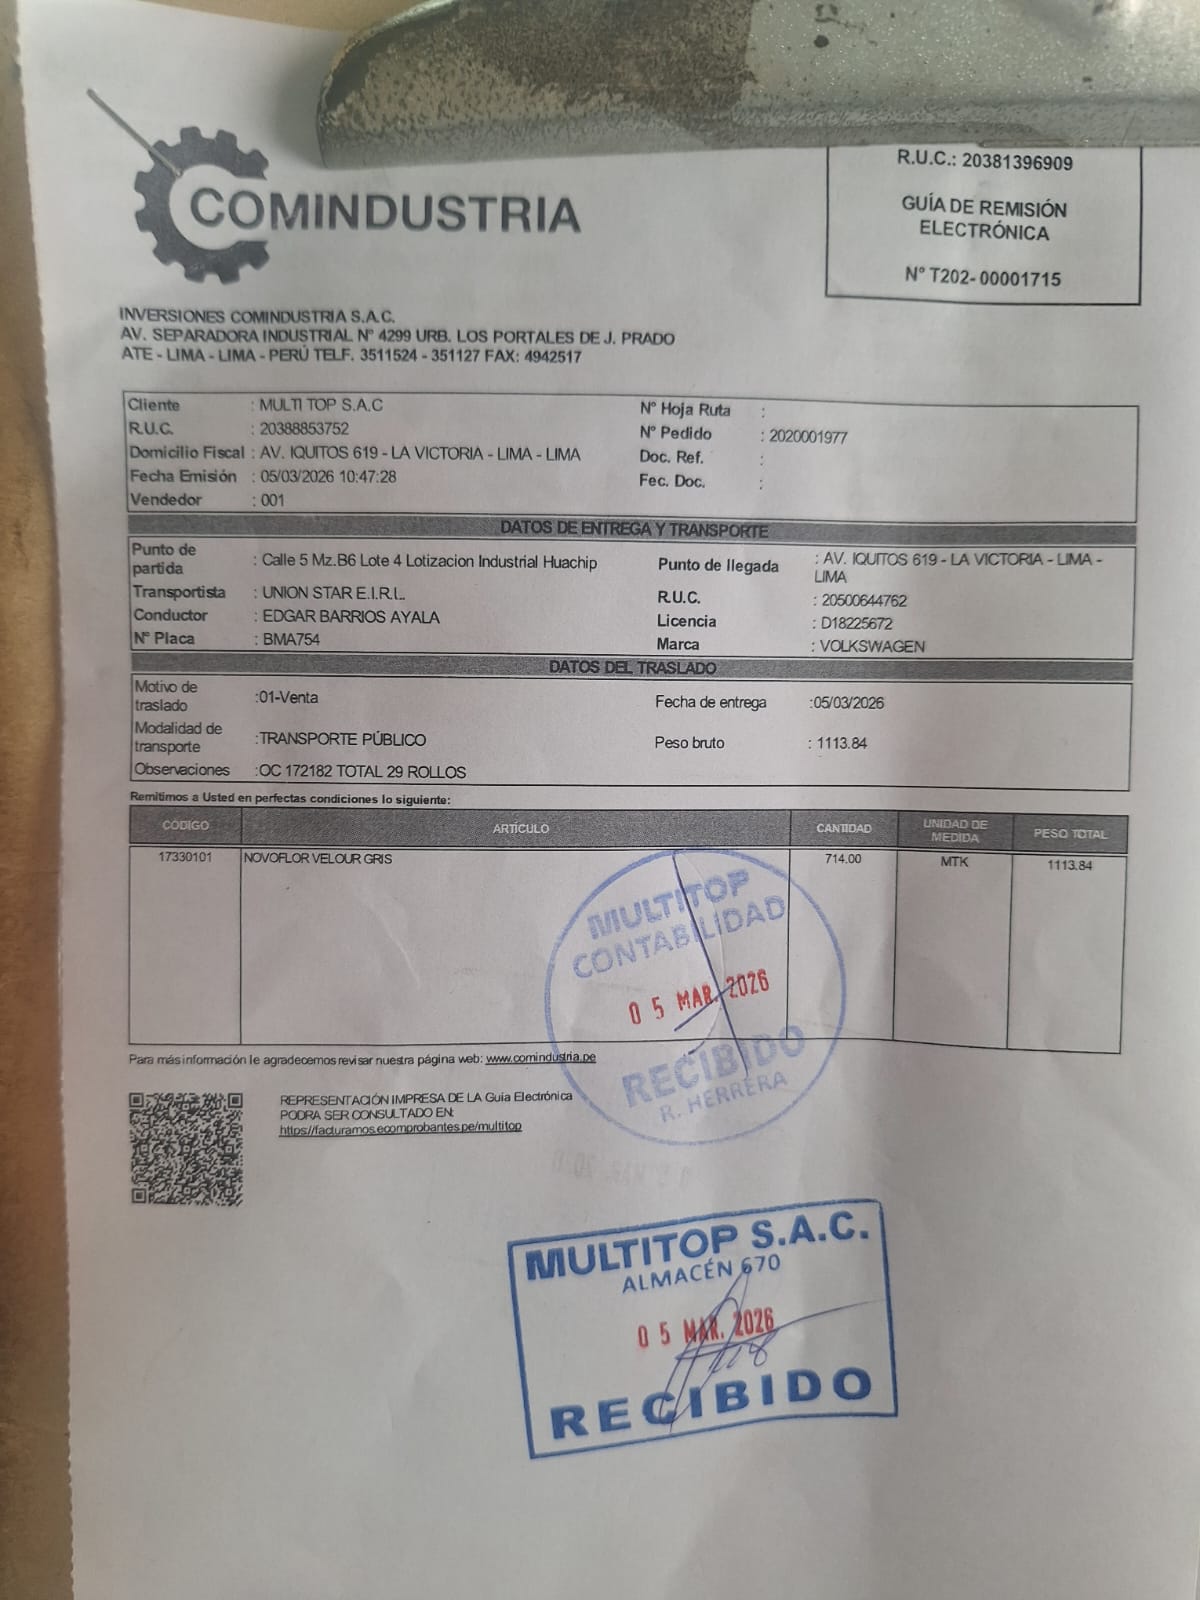 COMINDUSTRIA
R.U.C.: 20381396909
GUÍA DE REMISIÓN
ELECTRÓNICA
N° T202-00001715
INVERSIONES COMINDUSTRIA S.A.C.
AV. SEPARADORA INDUSTRIAL N° 4299 URB. LOS PORTALES DE J. PRADO
ATE - LIMA - LIMA - PERÚ TELF. 3511524 - 351127 FAX: 4942517
Cliente : MULTI TOP S.A.C N° Hoja Ruta :
R.U.C. : 20388853752 N° Pedido : 2020001977
Domicilio Fiscal : AV. IQUITOS 619 - LA VICTORIA - LIMA - LIMA Doc. Ref. :
Fecha Emisión : 05/03/2026 10:47:28 Fec. Doc. :
Vendedor : 001
DATOS DE ENTREGA Y TRANSPORTE
Punto de partida : Calle 5 Mz.B6 Lote 4 Lotizacion Industrial Huachip Punto de llegada : AV. IQUITOS 619 - LA VICTORIA - LIMA - LIMA
Transportista : UNION STAR E.I.R.L. R.U.C. : 20500644762
Conductor : EDGAR BARRIOS AYALA Licencia : D18225672
N° Placa : BMA754 Marca : VOLKSWAGEN
DATOS DEL TRASLADO
Motivo de traslado :01-Venta Fecha de entrega :05/03/2026
Modalidad de transporte :TRANSPORTE PÚBLICO Peso bruto : 1113.84
Observaciones :OC 172182 TOTAL 29 ROLLOS
Remitimos a Usted en perfectas condiciones lo siguiente:
CÓDIGO ARTÍCULO CANTIDAD UNIDAD DE MEDIDA PESO TOTAL
17330101 NOVOFLOR VELOUR GRIS 714.00 MTK 1113.84
MULTITOP
CONTABILIDAD
05 MAR. 2026
RECIBIDO
R. HERRERA
Para más información le agradecemos revisar nuestra página web: www.comindustria.pe
REPRESENTACIÓN IMPRESA DE LA Guía Electrónica
PODRA SER CONSULTADO EN:
https://facturamos.ecomprobantes.pe/multitop
MULTITOP S.A.C.
ALMACÉN 670
05 MAR. 2026
RECIBIDO